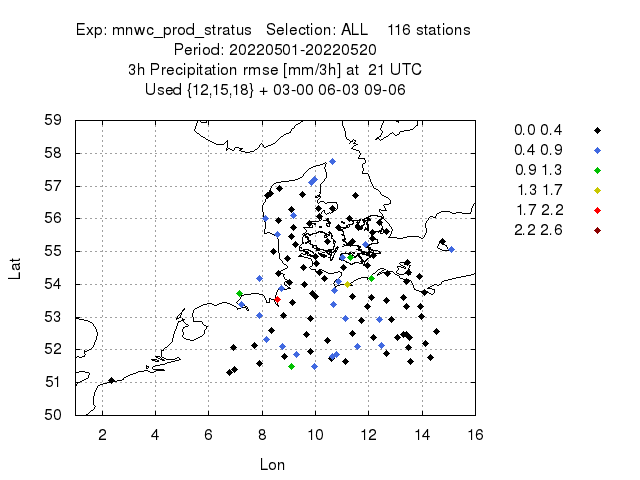 Exp: mnwc_prod_stratus   Selection: ALL    116 stations
Period: 20220501-20220520
3h Precipitation rmse [mm/3h] at  21 UTC
Used {12,15,18} + 03-00 06-03 09-06
59
58
57
56
55
54
53
52
51
50
Lat
2 4 6 8 10 12 14 16
Lon
0.0 0.4
0.4 0.9
0.9 1.3
1.3 1.7
1.7 2.2
2.2 2.6